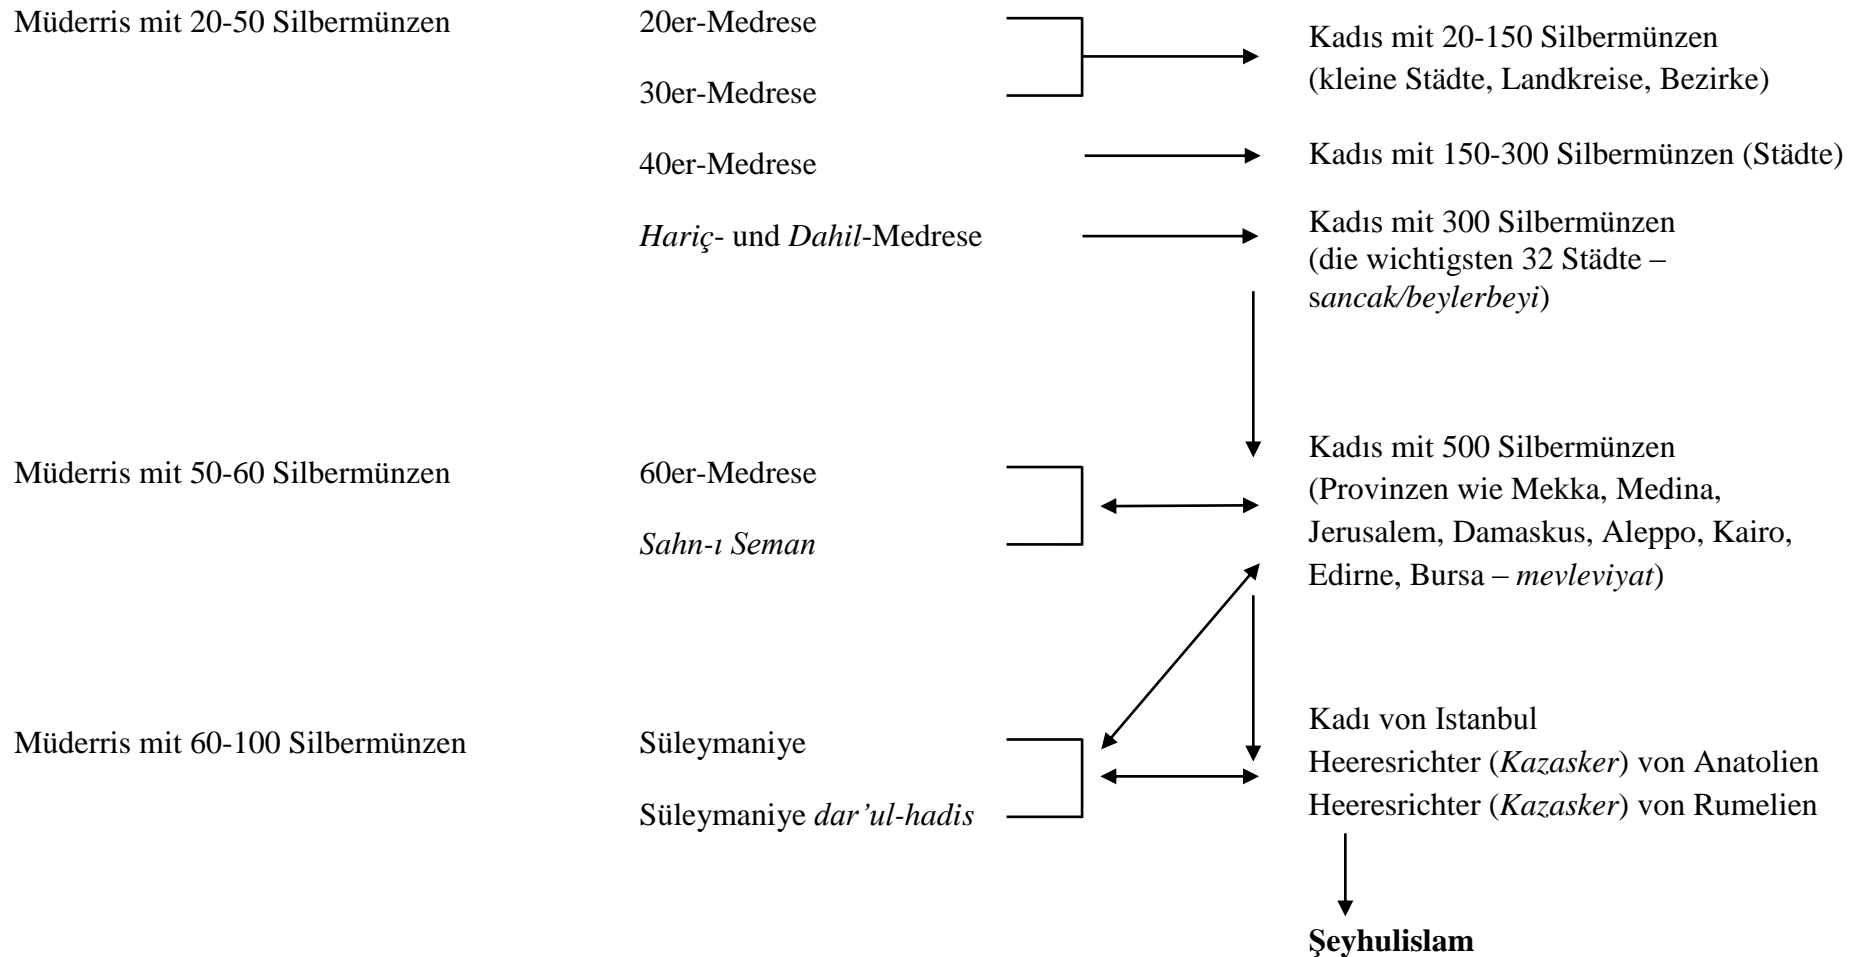 Müderris mit 20-50 Silbermünzen
20er-Medrese
30er-Medrese
Kadıs mit 20-150 Silbermünzen
(kleine Städte, Landkreise, Bezirke)
40er-Medrese
Kadıs mit 150-300 Silbermünzen (Städte)
Hariç- und Dahil-Medrese
Kadıs mit 300 Silbermünzen
(die wichtigsten 32 Städte –
sancak/beylerbeyi)
Müderris mit 50-60 Silbermünzen
60er-Medrese
Sahn-ı Seman
Kadıs mit 500 Silbermünzen
(Provinzen wie Mekka, Medina,
Jerusalem, Damaskus, Aleppo, Kairo,
Edirne, Bursa – mevleviyat)
Müderris mit 60-100 Silbermünzen
Süleymaniye
Süleymaniye dar’ul-hadis
Kadı von Istanbul
Heeresrichter (Kazasker) von Anatolien
Heeresrichter (Kazasker) von Rumelien
Şeyhulislam